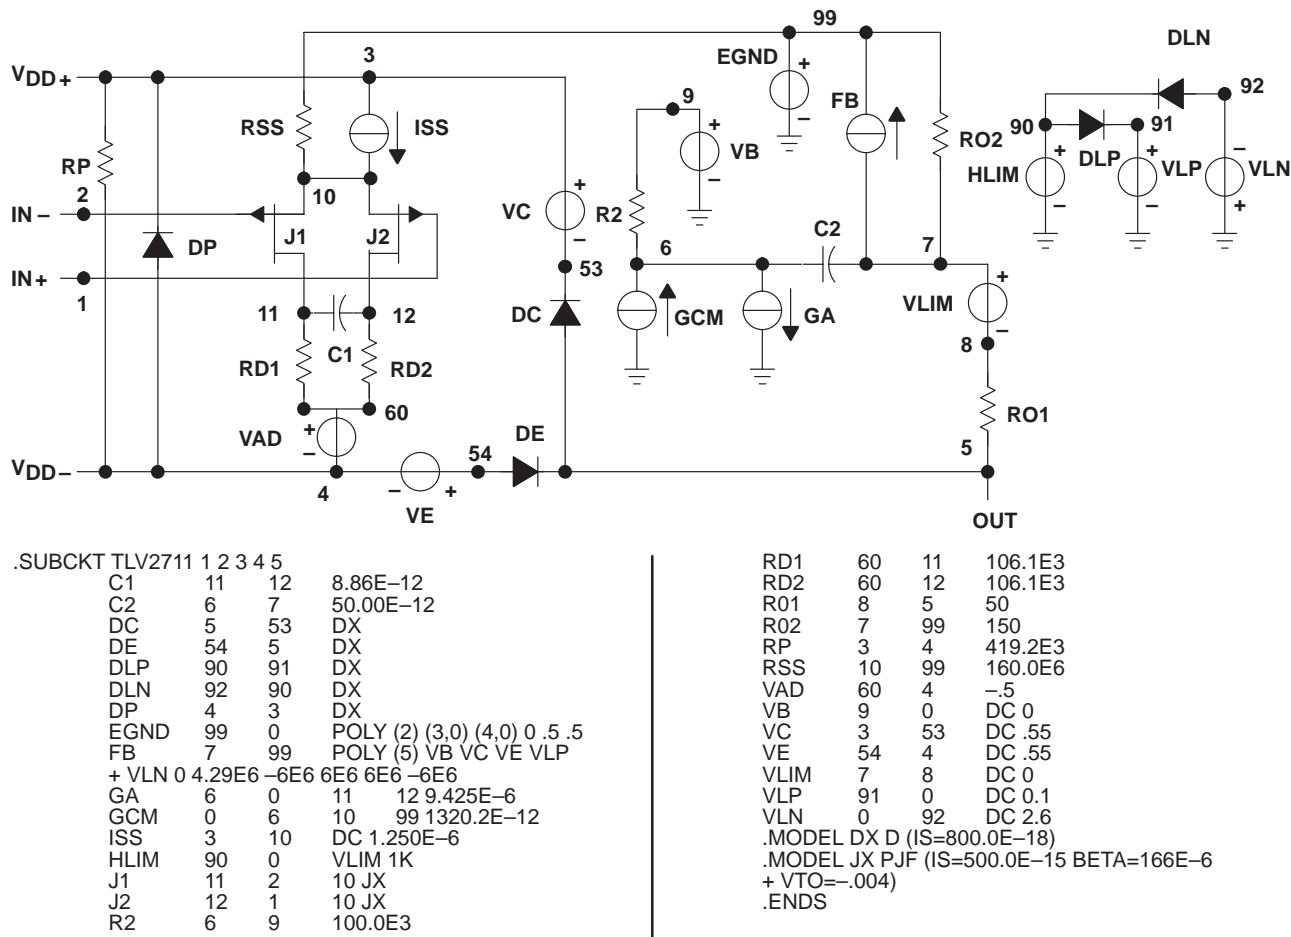 99
DLN
3
VDD+
EGND
+
92
9
FB
RSS
ISS
+
90
91
RO2
RP
VB
–
DLP
+
+
–
–
HLIM
VLP
VLN
2
10
–
–
+
IN–
+
VC
R2
C2
–
J1
J2
6
7
DP
IN+
53
+
1
11
12
DC
GCM
GA
VLIM
–
C1
8
RD1
RD2
60
RO1
+
VAD
DE
–
54
5
VDD–
4
–
+
VE
OUT
.SUBCKT TLV2711 1 2 3 4 5
C1 11 12 8.86E–12
C2 6 7 50.00E–12
DC 5 53 DX
DE 54 5 DX
DLP 90 91 DX
DLN 92 90 DX
DP 4 3 DX
EGND 99 0 POLY (2) (3,0) (4,0) 0 .5 .5
FB 7 99 POLY (5) VB VC VE VLP
+ VLN 0 4.29E6 –6E6 6E6 6E6 –6E6
GA 6 0 11 12 9.425E–6
GCM 0 6 10 99 1320.2E–12
ISS 3 10 DC 1.250E–6
HLIM 90 0 VLIM 1K
J1 11 2 10 JX
J2 12 1 10 JX
R2 6 9 100.0E3
RD1 60 11 106.1E3
RD2 60 12 106.1E3
R01 8 5 50
R02 7 99 150
RP 3 4 419.2E3
RSS 10 99 160.0E6
VAD 60 4 –.5
VB 9 0 DC 0
VC 3 53 DC .55
VE 54 4 DC .55
VLIM 7 8 DC 0
VLP 91 0 DC 0.1
VLN 0 92 DC 2.6
.MODEL DX D (IS=800.0E–18)
.MODEL JX PJF (IS=500.0E–15 BETA=166E–6
+ VTO=–.004)
.ENDS